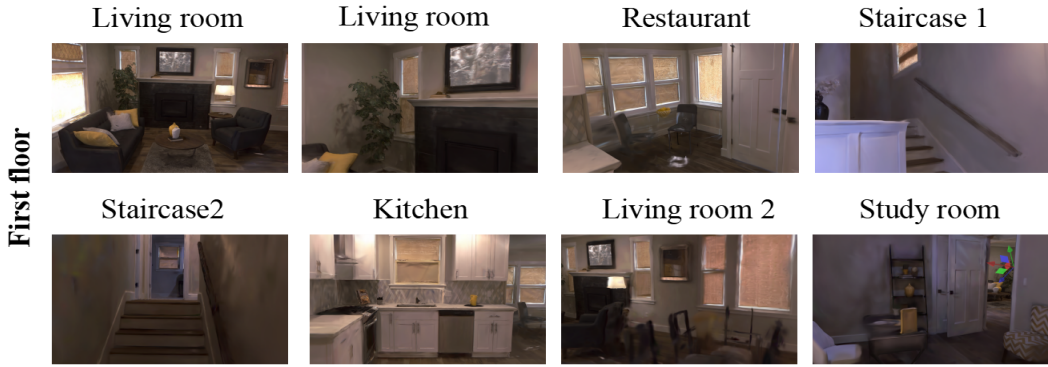 Living room
Living room
Restaurant
Staircase 1
First floor
Staircase2
Kitchen
Living room 2
Study room